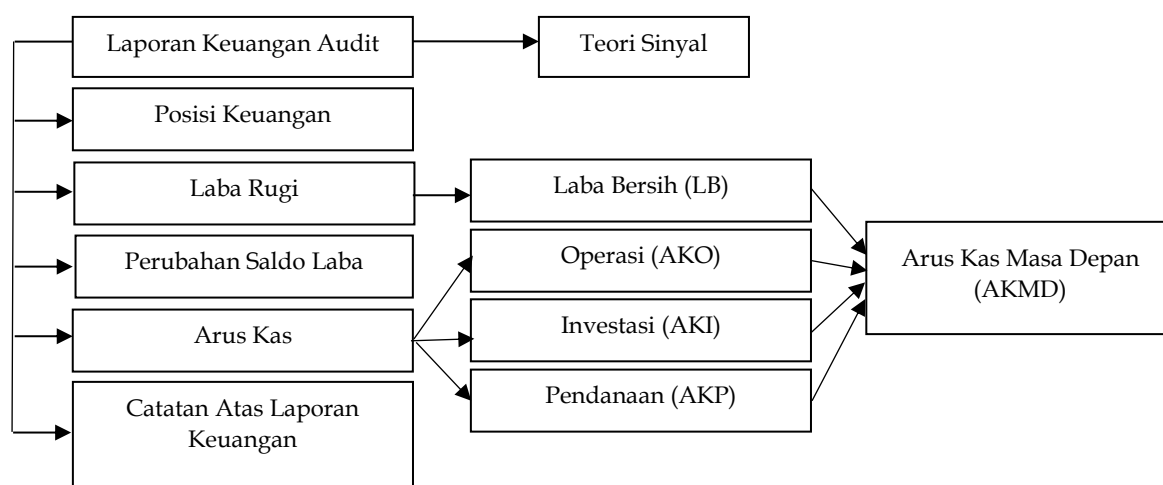 Laporan Keuangan Audit
Teori Sinyal
Posisi Keuangan
Laba Rugi
Laba Bersih (LB)
Perubahan Saldo Laba
Operasi (AKO)
Arus Kas Masa Depan
(AKMD)
Arus Kas
Investasi (AKI)
Catatan Atas Laporan
Keuangan
Pendanaan (AKP)